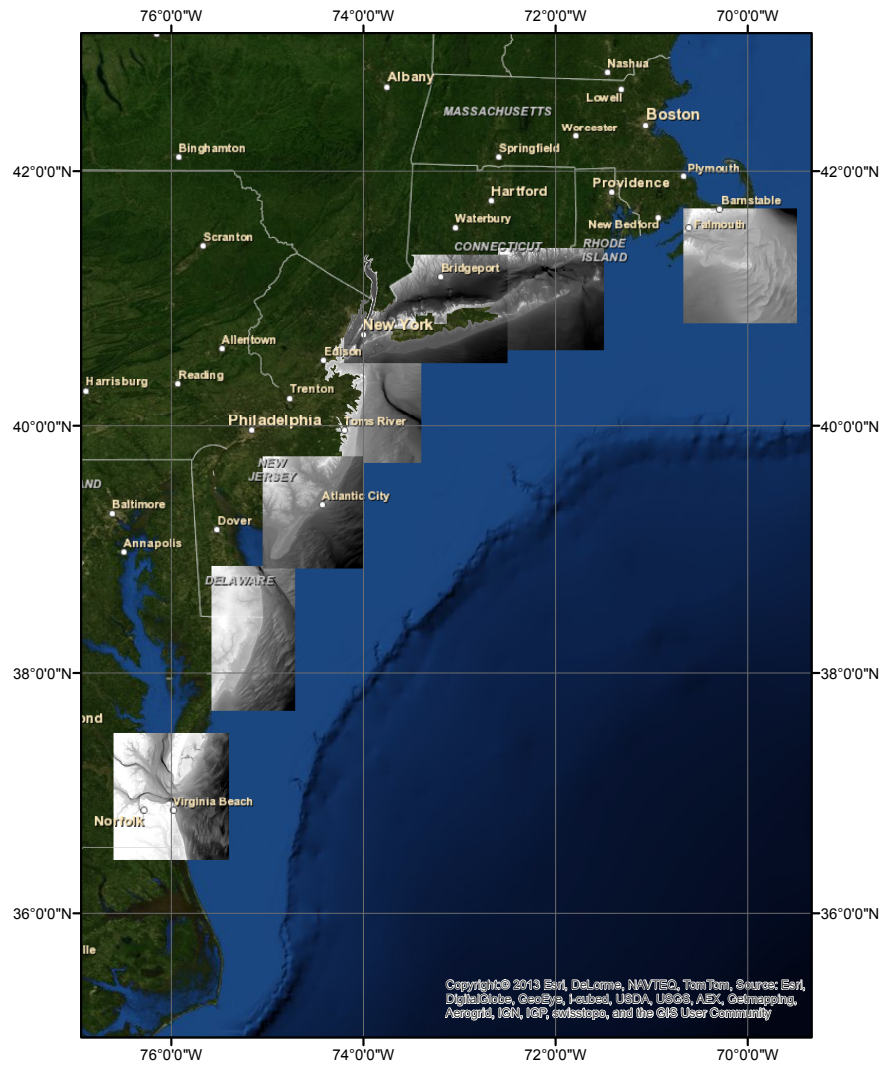 76°0'0"W 74°0'0"W 72°0'0"W 70°0'0"W
Nashua
Albany
Lowell
MASSACHUSETTS
Boston
Worcester
Binghamton
Springfield
42°0'0"N
42°0'0"N
Plymouth
Providence
Hartford
Barnstable
Waterbury
New Bedford
Falmouth
Scranton
CONNECTICUT
RHODE
ISLAND
Bridgeport
New York
Allentown
Edison
Reading
Harrisburg
Trenton
Philadelphia
Toms River
40°0'0"N
40°0'0"N
NEW
JERSEY
AND
Atlantic City
Baltimore
Dover
Annapolis
DELAWARE
38°0'0"N
38°0'0"N
ond
Virginia Beach
Norfolk
36°0'0"N
36°0'0"N
lle
Copyright:© 2013 Esri, DeLorme, NAVTEQ, TomTom, Source: Esri,
DigitalGlobe, GeoEye, i-cubed, USDA, USGS, AEX, Getmapping,
Aerogrid, IGN, IGP, swisstopo, and the GIS User Community
76°0'0"W 74°0'0"W 72°0'0"W 70°0'0"W